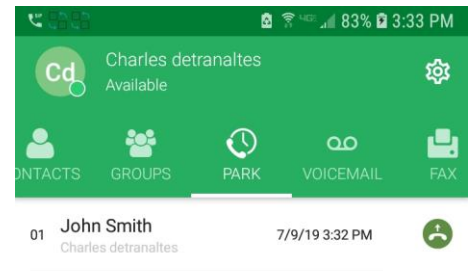 83% 3:33 PM
Cd Charles detranaltes
Available
ONTACTS GROUPS PARK VOICEMAIL FAX
01 John Smith 7/9/19 3:32 PM
Charles detranaltes